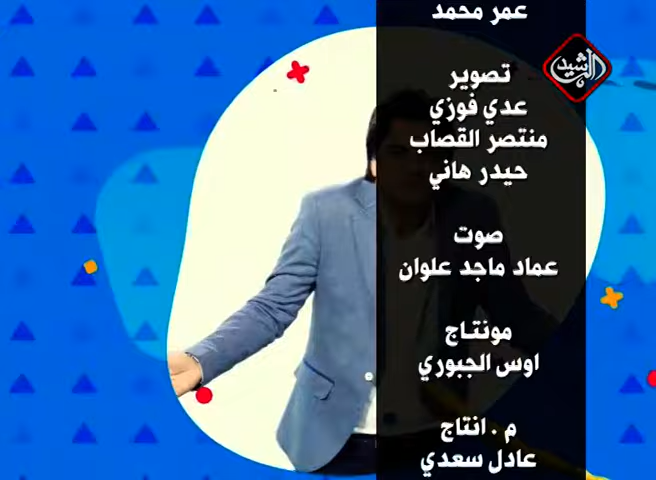 عمر محمد
الرشيد
تصوير
عدي فوزي
منتصر القصاب
حيدر هاني
صوت
عماد ماجد علوان
مونتاج
اوس الجبوري
م . انتاج
عادل سعدي